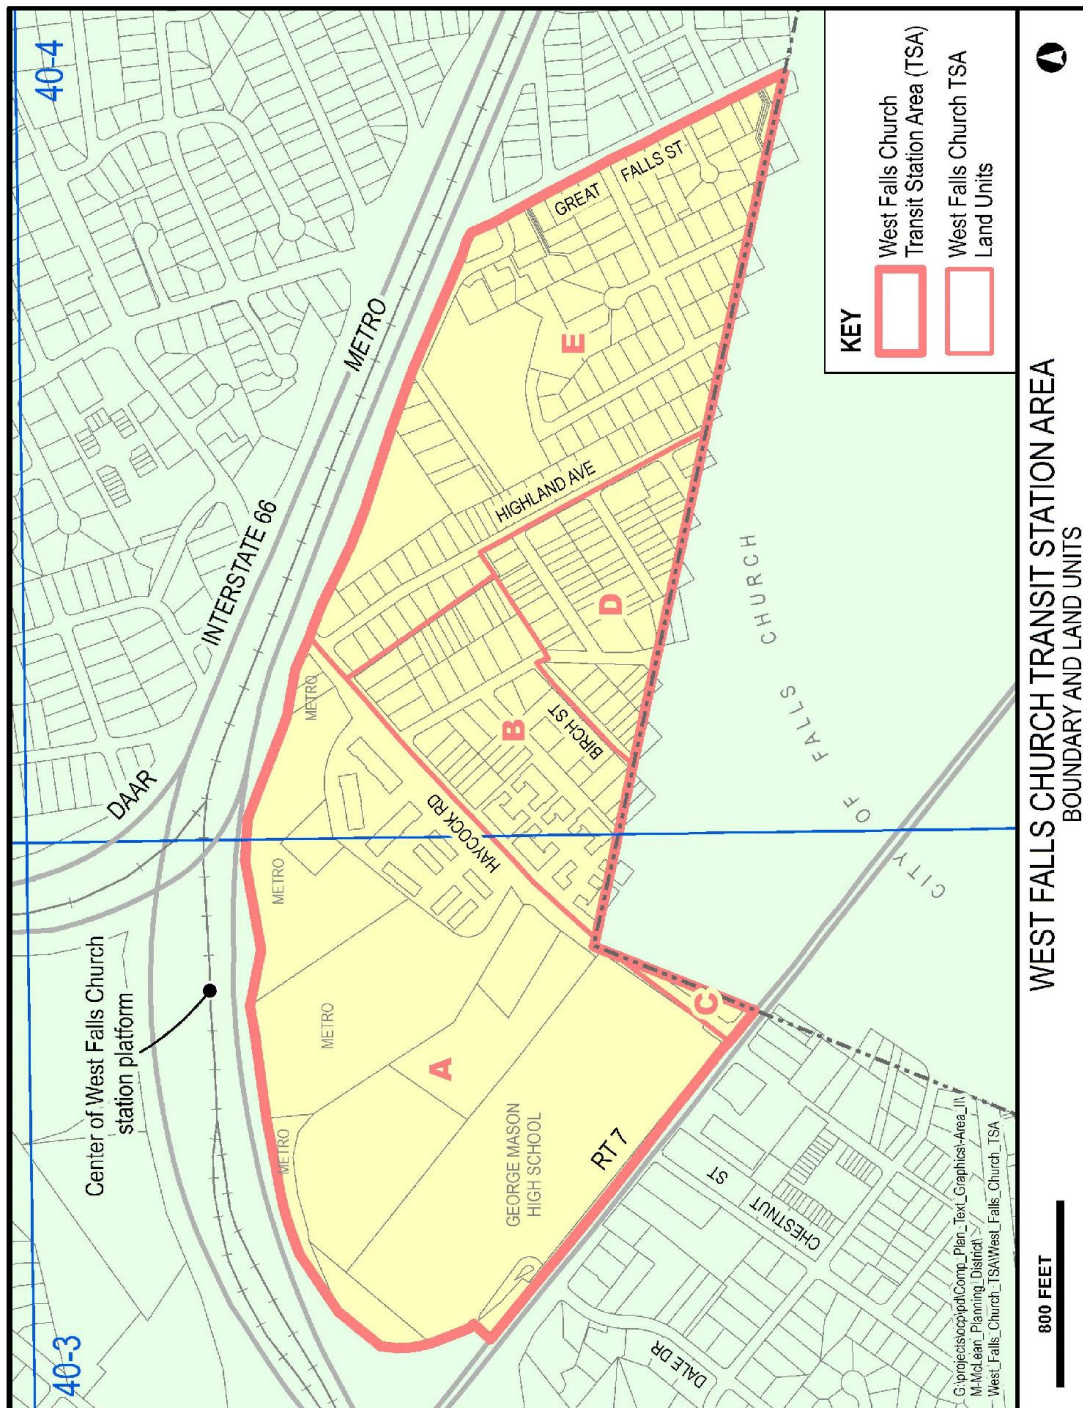 40-3
40-4
Center of West Falls Church
station platform
DAAR
INTERSTATE 66
METRO
METRO
METRO
METRO
METRO
A
GEORGE MASON
HIGH SCHOOL
RT 7
HAYCOCK RD
B
BIRCH ST
C
D
HIGHLAND AVE
E
GREAT FALLS ST
CHESTNUT ST
DALE DR
CITY OF FALLS CHURCH
KEY
West Falls Church
Transit Station Area (TSA)
West Falls Church TSA
Land Units
M-McLean_Planning_District\
West_Falls_Church_TSA\West_Falls_Church_TSA
800 FEET
WEST FALLS CHURCH TRANSIT STATION AREA
BOUNDARY AND LAND UNITS